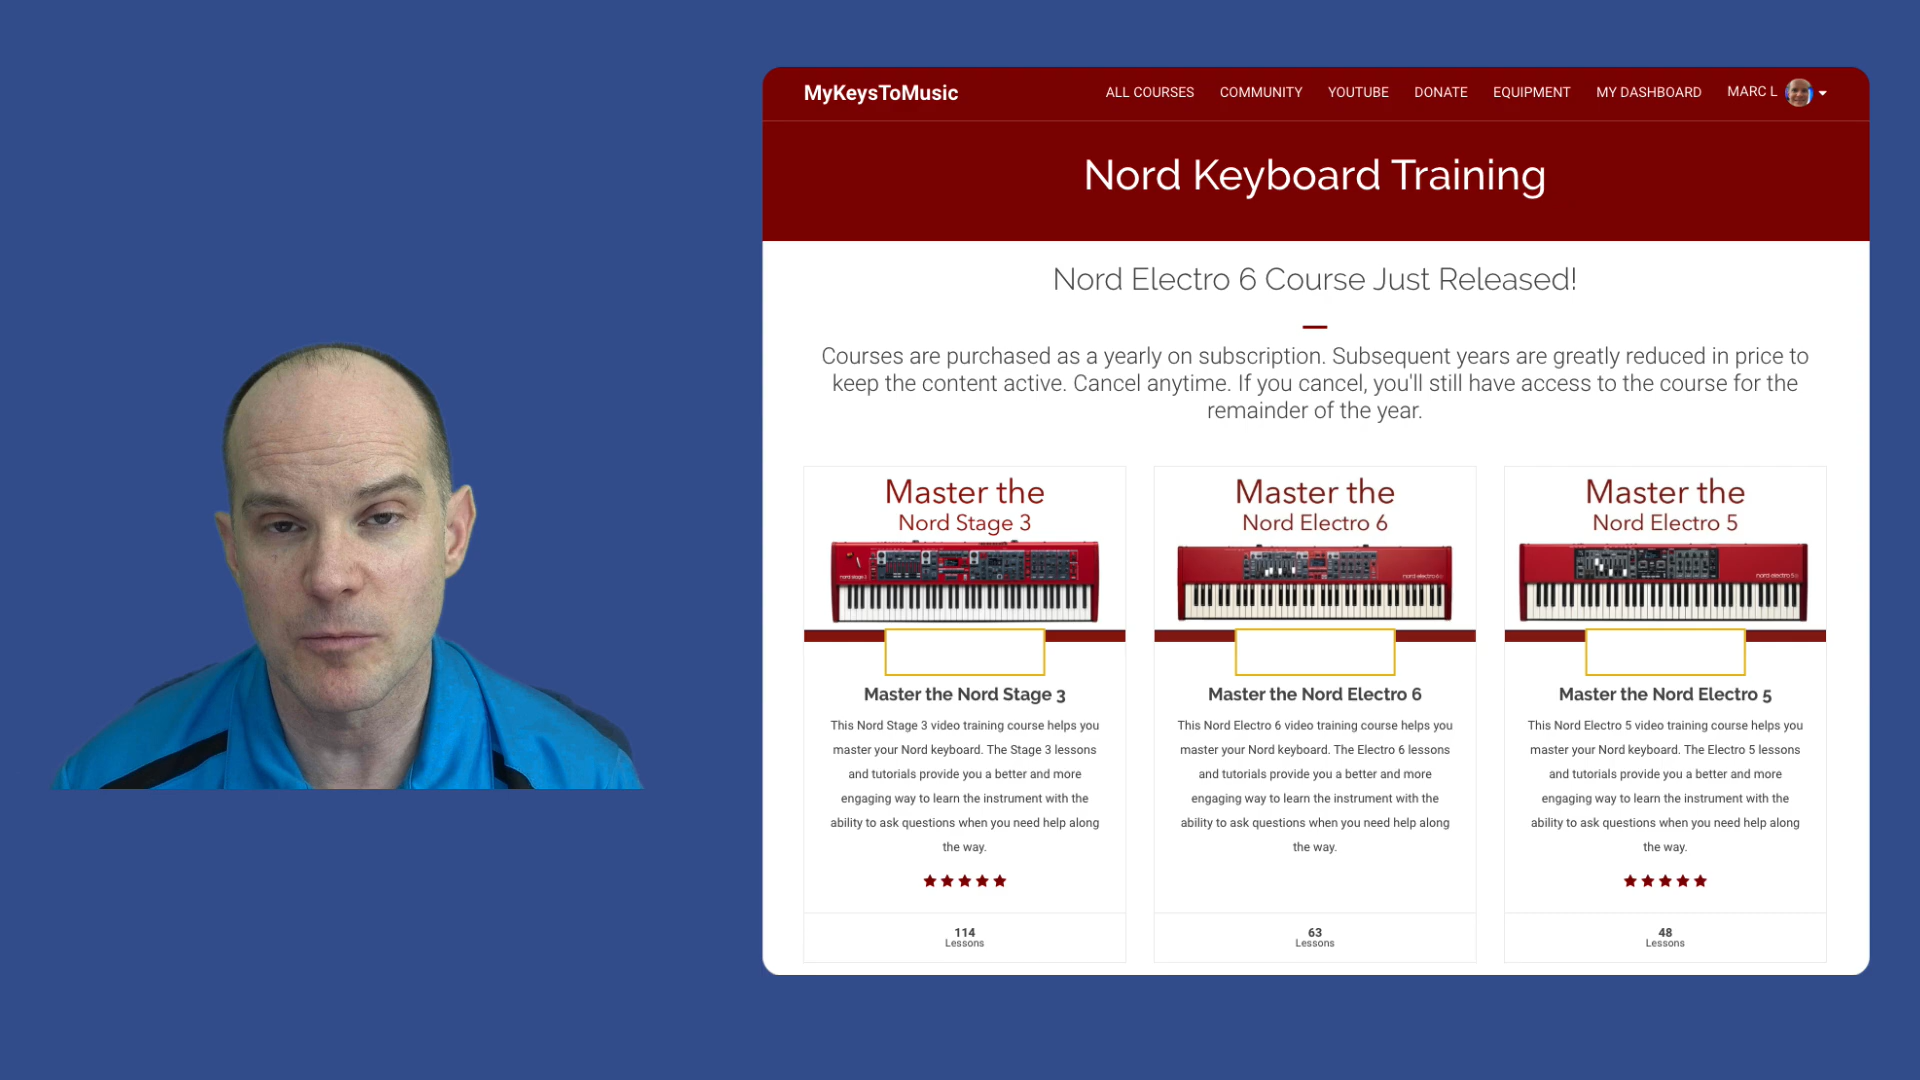 MyKeysToMusic
ALL COURSES COMMUNITY YOUTUBE DONATE EQUIPMENT MY DASHBOARD MARC L
Nord Keyboard Training
Nord Electro 6 Course Just Released!
Courses are purchased as a yearly on subscription. Subsequent years are greatly reduced in price to
keep the content active. Cancel anytime. If you cancel, you'll still have access to the course for the
remainder of the year.
Master the
Nord Stage 3
nord stage 3
Master the Nord Stage 3
This Nord Stage 3 video training course helps you
master your Nord keyboard. The Stage 3 lessons
and tutorials provide you a better and more
engaging way to learn the instrument with the
ability to ask questions when you need help along
the way.
114
Lessons
Master the
Nord Electro 6
nord electro 6
Master the Nord Electro 6
This Nord Electro 6 video training course helps you
master your Nord keyboard. The Electro 6 lessons
and tutorials provide you a better and more
engaging way to learn the instrument with the
ability to ask questions when you need help along
the way.
63
Lessons
Master the
Nord Electro 5
nord electro 5
Master the Nord Electro 5
This Nord Electro 5 video training course helps you
master your Nord keyboard. The Electro 5 lessons
and tutorials provide you a better and more
engaging way to learn the instrument with the
ability to ask questions when you need help along
the way.
48
Lessons